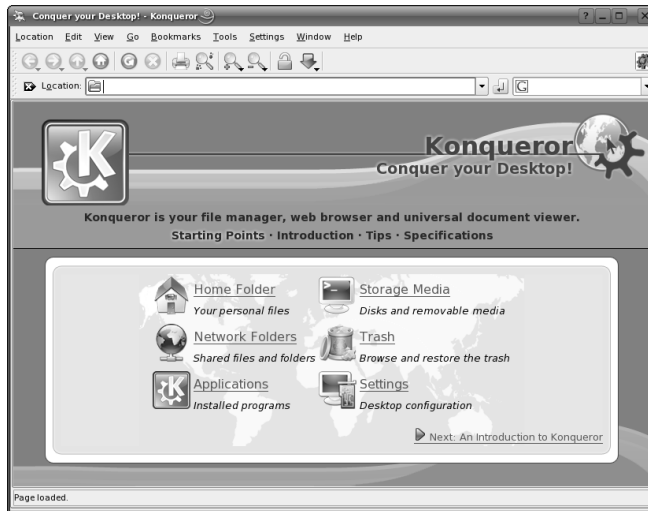 Conquer your Desktop! - Konqueror
Location Edit View Go Bookmarks Tools Settings Window Help
Location:
Konqueror
Conquer your Desktop!
Konqueror is your file manager, web browser and universal document viewer.
Starting Points · Introduction · Tips · Specifications
Home Folder
Your personal files
Storage Media
Disks and removable media
Network Folders
Shared files and folders
Trash
Browse and restore the trash
Applications
Installed programs
Settings
Desktop configuration
Next: An Introduction to Konqueror
Page loaded.